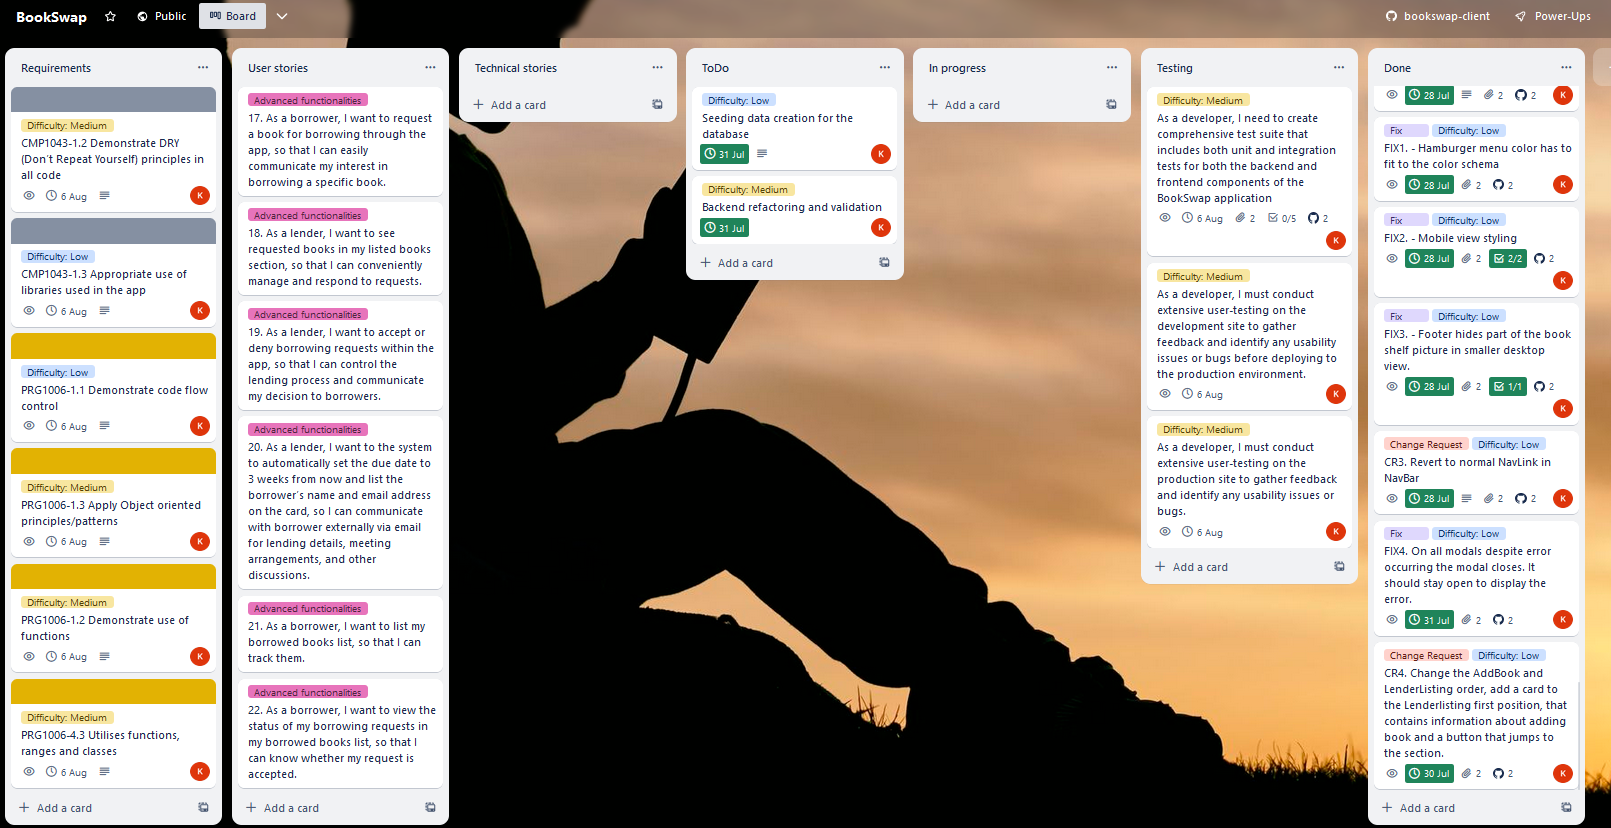 BookSwap
Public
Board
bookswap-client
Power-Ups
Requirements
Difficulty: Medium
CMP1043-1.2 Demonstrate DRY
(Don't Repeat Yourself) principles in
all code
6 Aug
K
Difficulty: Low
CMP1043-1.3 Appropriate use of
libraries used in the app
6 Aug
K
Difficulty: Low
PRG1006-1.1 Demonstrate code flow
control
6 Aug
K
Difficulty: Medium
PRG1006-1.3 Apply Object oriented
principles/patterns
6 Aug
K
Difficulty: Medium
PRG1006-1.2 Demonstrate use of
functions
6 Aug
K
Difficulty: Medium
PRG1006-4.3 Utilises functions,
ranges and classes
6 Aug
K
Add a card
User stories
Advanced functionalities
17. As a borrower, I want to request
a book for borrowing through the
app, so that I can easily
communicate my interest in
borrowing a specific book.
Advanced functionalities
18. As a lender, I want to see
requested books in my listed books
section, so that I can conveniently
manage and respond to requests.
Advanced functionalities
19. As a lender, I want to accept or
deny borrowing requests within the
app, so that I can control the
lending process and communicate
my decision to borrowers.
Advanced functionalities
20. As a lender, I want to the system
to automatically set the due date to
3 weeks from now and list the
borrower's name and email address
on the card, so I can communicate
with borrower externally via email
for lending details, meeting
arrangements, and other
discussions.
Advanced functionalities
21. As a borrower, I want to list my
borrowed books list, so that I can
track them.
Advanced functionalities
22. As a borrower, I want to view the
status of my borrowing requests in
my borrowed books list, so that I
can know whether my request is
accepted.
Add a card
Technical stories
Add a card
ToDo
Difficulty: Low
Seeding data creation for the
database
31 Jul
K
Difficulty: Medium
Backend refactoring and validation
31 Jul
K
Add a card
In progress
Add a card
Testing
Difficulty: Medium
As a developer, I need to create
comprehensive test suite that
includes both unit and integration
tests for both the backend and
frontend components of the
BookSwap application
6 Aug 2 0/5 2
K
Difficulty: Medium
As a developer, I must conduct
extensive user-testing on the
development site to gather
feedback and identify any usability
issues or bugs before deploying to
the production environment.
6 Aug
K
Difficulty: Medium
As a developer, I must conduct
extensive user-testing on the
production site to gather feedback
and identify any usability issues or
bugs.
6 Aug
K
Add a card
Done
28 Jul 2 2
K
Fix Difficulty: Low
FIX1. - Hamburger menu color has to
fit to the color schema
28 Jul 2 2
K
Fix Difficulty: Low
FIX2. - Mobile view styling
28 Jul 2 2/2 2
K
Fix Difficulty: Low
FIX3. - Footer hides part of the book
shelf picture in smaller desktop
view.
28 Jul 2 1/1 2
K
Change Request Difficulty: Low
CR3. Revert to normal NavLink in
NavBar
28 Jul 2 2
K
Fix Difficulty: Low
FIX4. On all modals despite error
occurring the modal closes. It
should stay open to display the
error.
31 Jul 2 2
K
Change Request Difficulty: Low
CR4. Change the AddBook and
LenderListing order, add a card to
the Lenderlisting first position, that
contains information about adding
book and a button that jumps to
the section.
30 Jul 2 2
K
Add a card